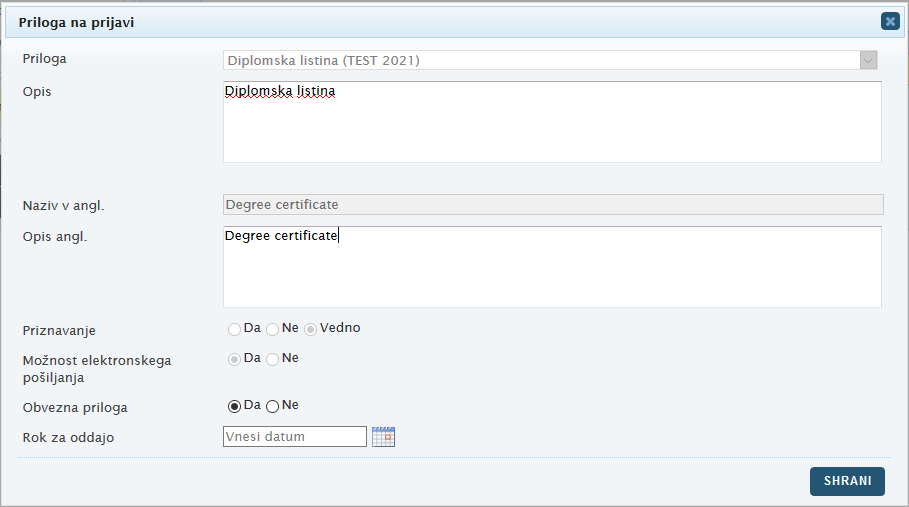 Priloga na prijavi
Priloga Diplomska listina (TEST 2021)
Opis Diplomska listina
Naziv v angl. Degree certificate
Opis angl. Degree certificate
Priznavanje Da Ne Vedno
Možnost elektronskega Da Ne
pošiljanja
Obvezna priloga Da Ne
Rok za oddajo Vnesi datum
SHRANI